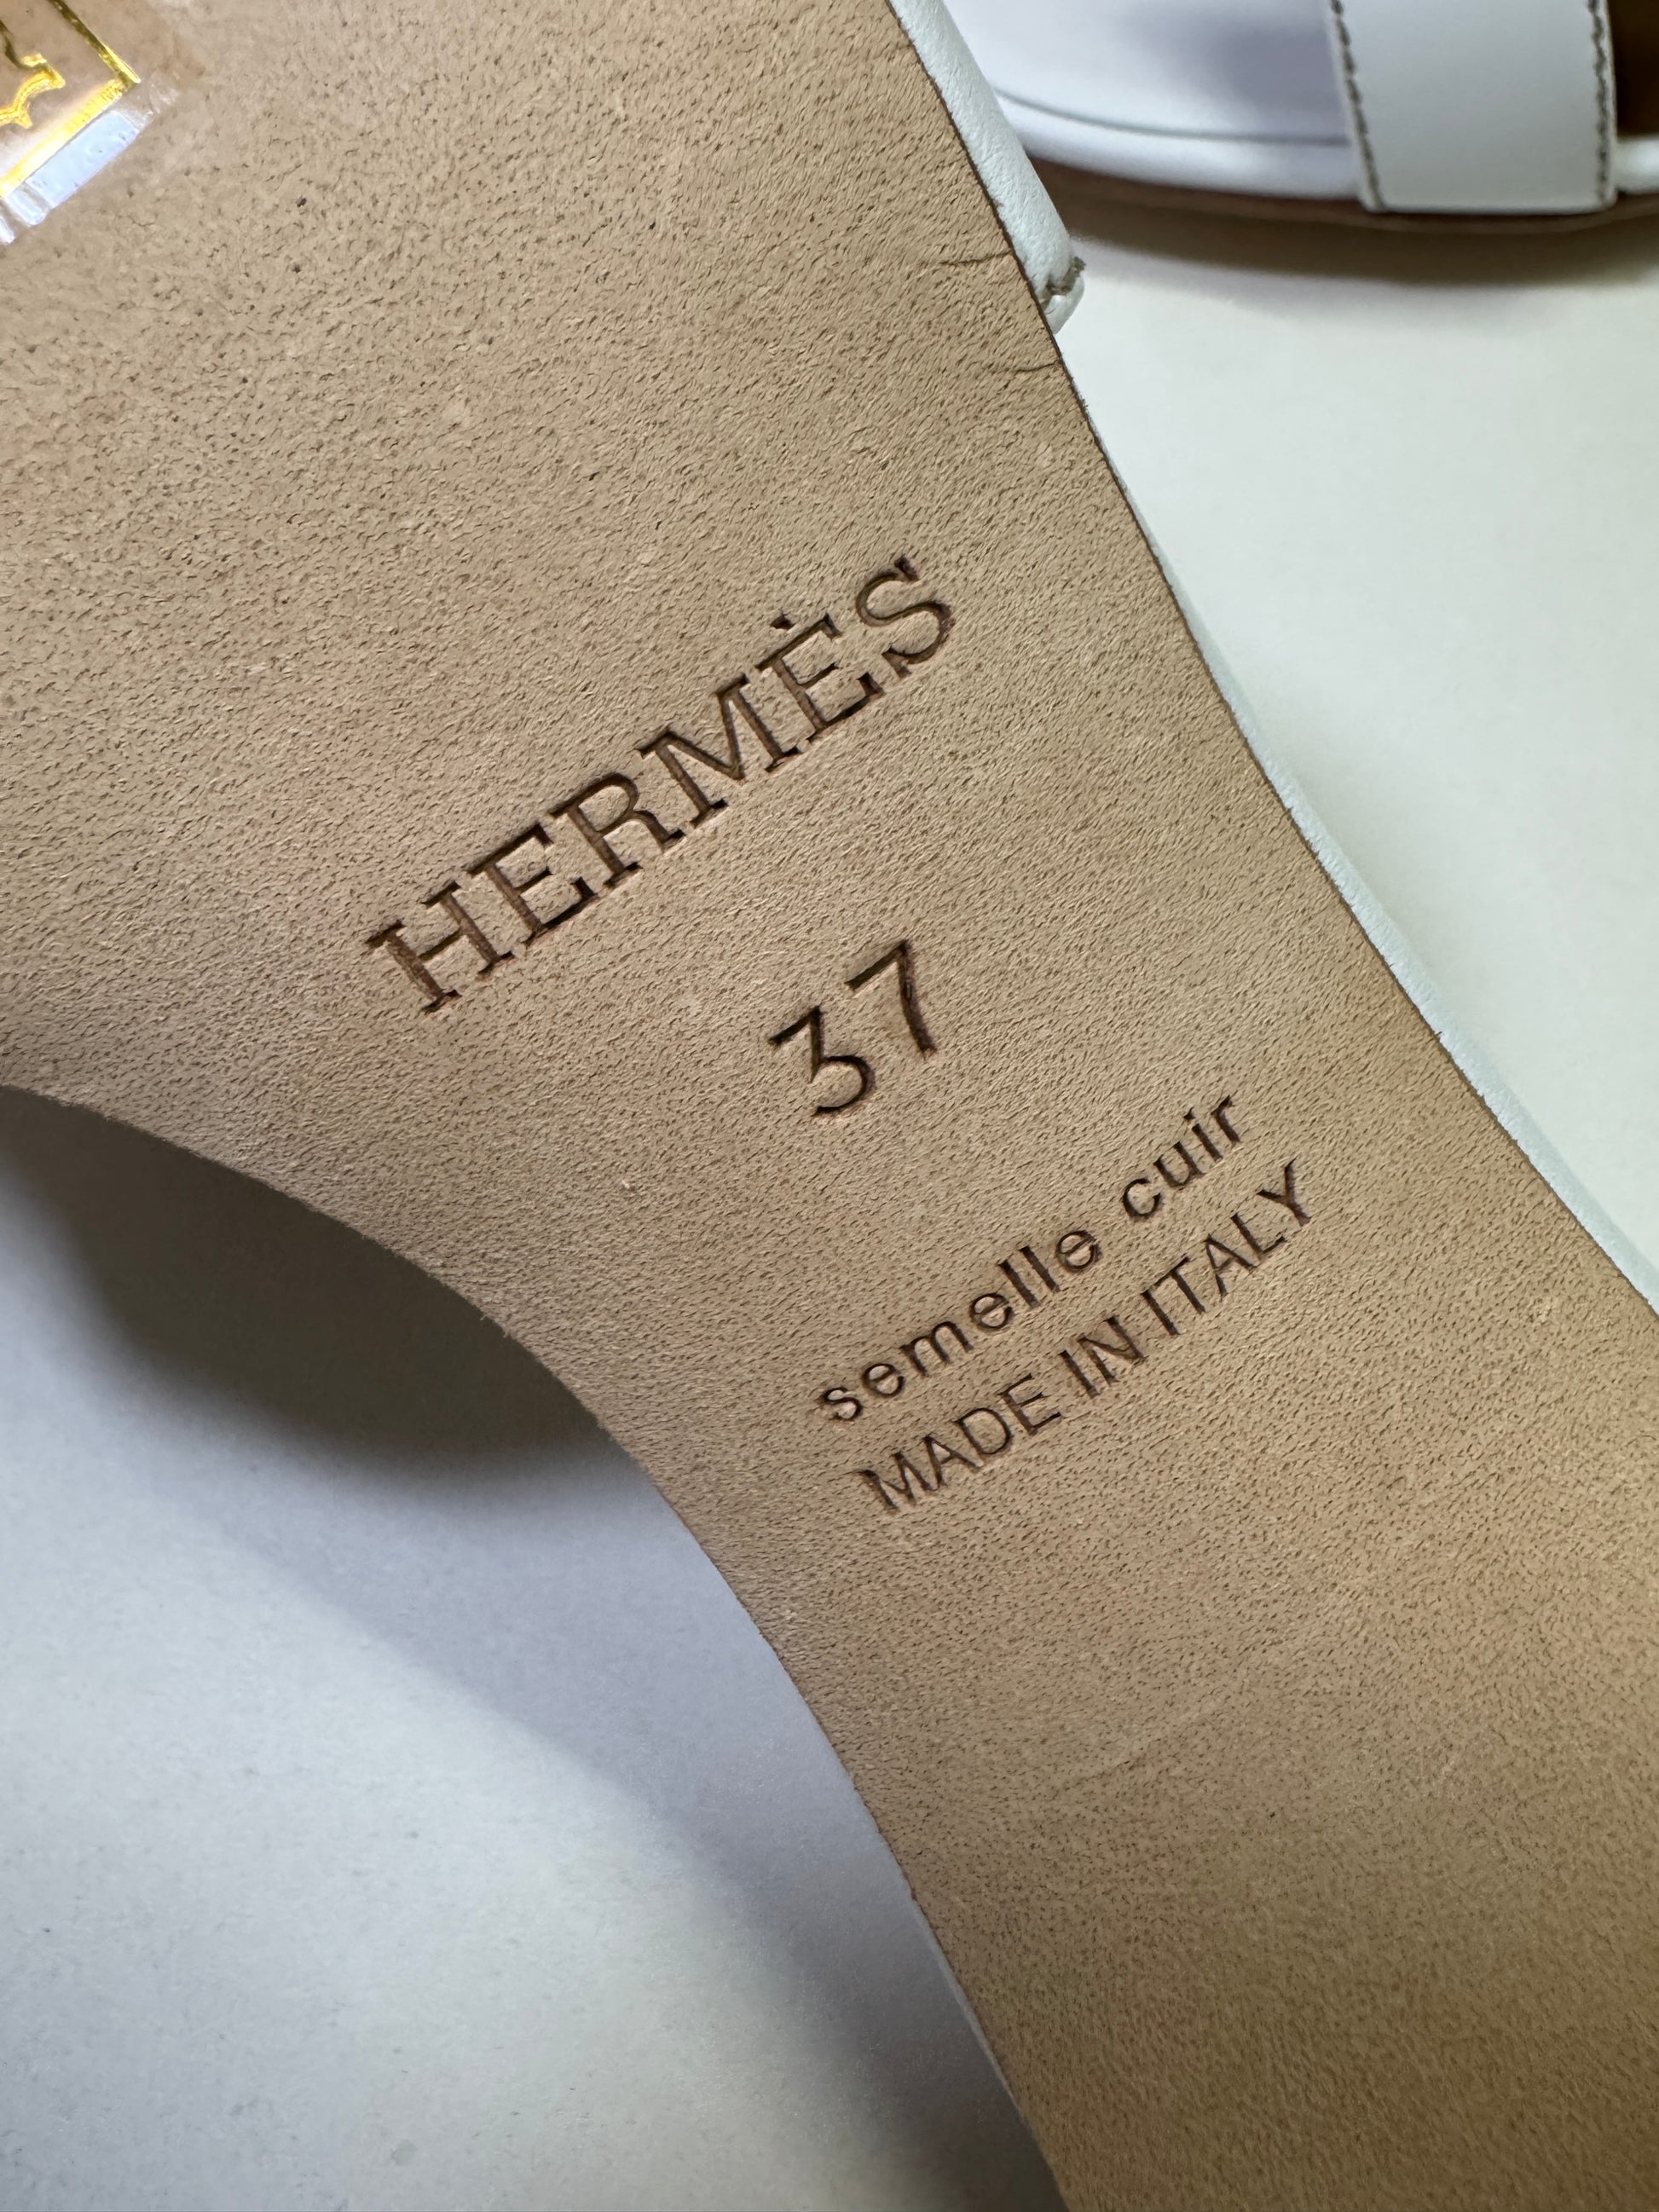 HERMÈS
37
semelle cuir
MADE IN ITALY